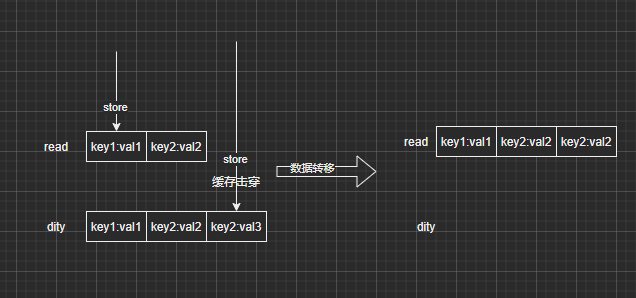 store
read
key1:val1
key2:val2
store
缓存击穿
dity
key1:val1
key2:val2
key2:val3
数据转移
read
key1:val1
key2:val2
key2:val2
dity